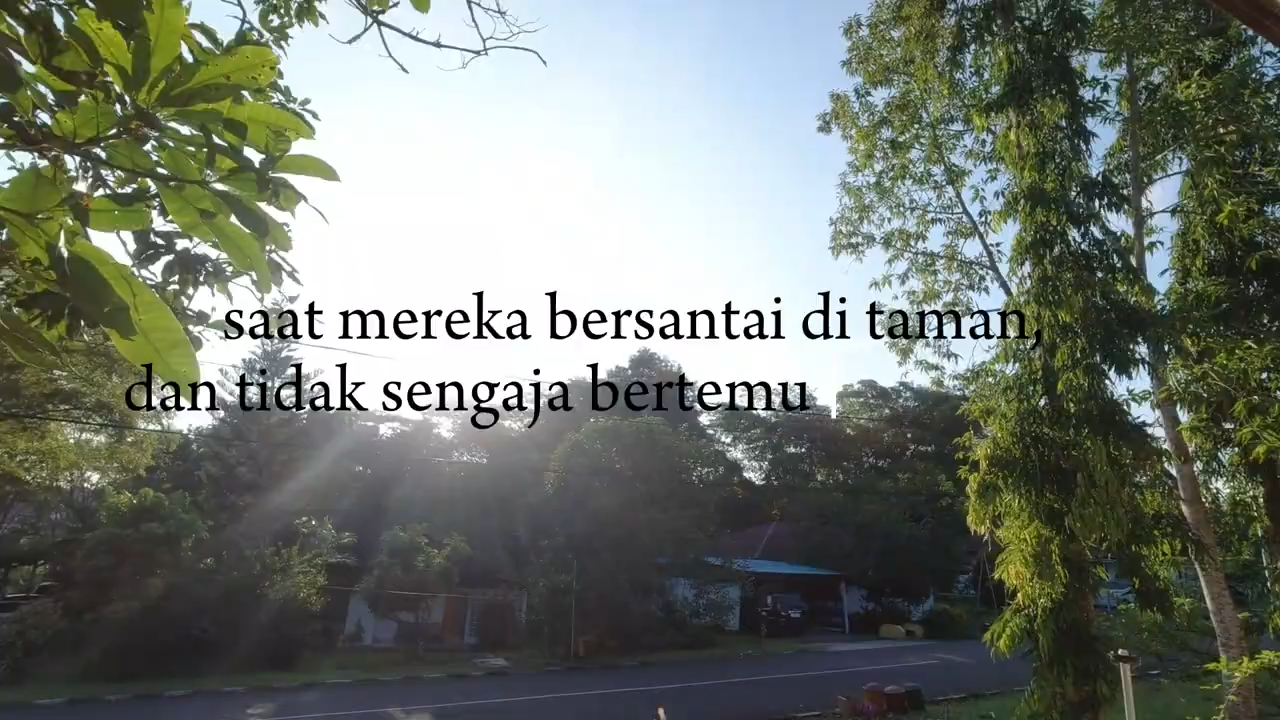 saat mereka bersantai di taman,
dan tidak sengaja bertemu